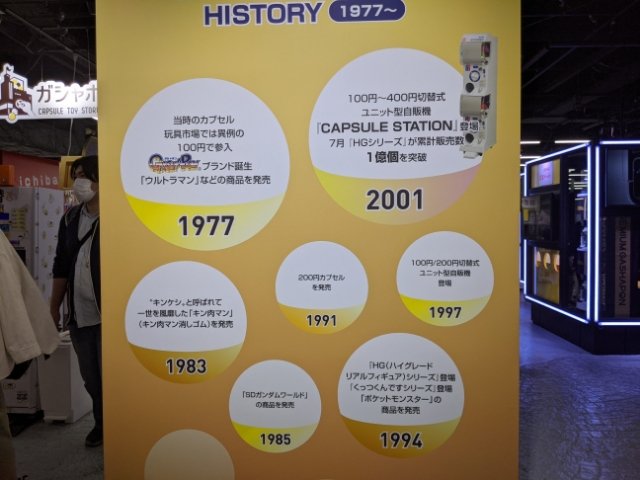 HISTORY 1977～
ガシャポ
CAPSULE TOY STOR
ichiba
当時のカプセル
玩具市場では異例の
100円で参入
ブランド誕生
「ウルトラマン」などの商品を発売
1977
100円～400円切替式
ユニット型自販機
「CAPSULE STATION」登場
7月「HGシリーズ」が累計販売数
1億個を突破
2001
“キンケシ”と呼ばれて
一世を風靡した「キン肉マン」
（キン肉マン消しゴム）を発売
1983
200円カプセル
を発売
1991
100円/200円切替式
ユニット型自販機
登場
1997
「SDガンダムワールド」
の商品を発売
1985
「HG（ハイグレード
リアルフィギュア）シリーズ」登場
「くっつくんですシリーズ」登場
「ポケットモンスター」の
商品を発売
1994
MIUM GASHAPON